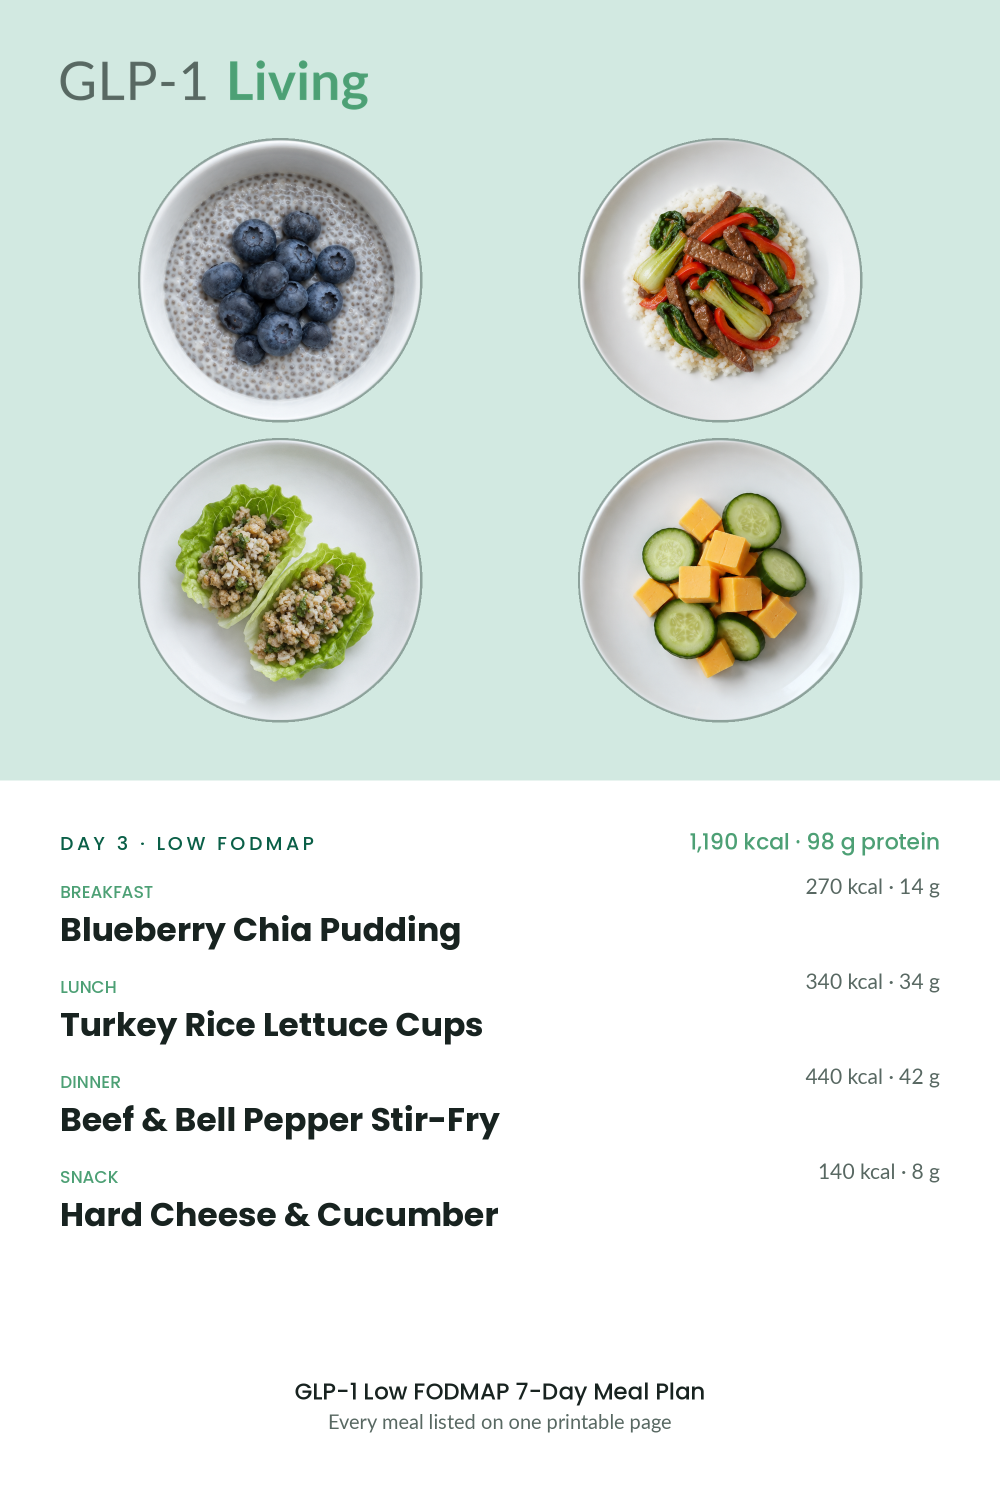 GLP-1 Living
DAY 3 · LOW FODMAP
1,190 kcal · 98 g protein
BREAKFAST
270 kcal · 14 g
Blueberry Chia Pudding
LUNCH
340 kcal · 34 g
Turkey Rice Lettuce Cups
DINNER
440 kcal · 42 g
Beef & Bell Pepper Stir-Fry
SNACK
140 kcal · 8 g
Hard Cheese & Cucumber
GLP-1 Low FODMAP 7-Day Meal Plan
Every meal listed on one printable page